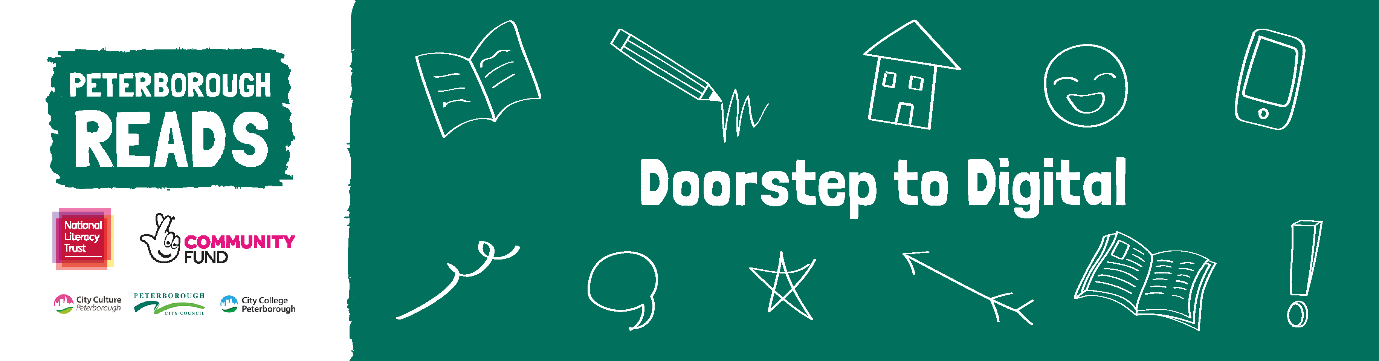 PETERBOROUGH
READS
National
Literacy
Trust
COMMUNITY
FUND
City Culture
Peterborough
PETERBOROUGH
CITY COUNCIL
City College
Peterborough
Doorstep to Digital